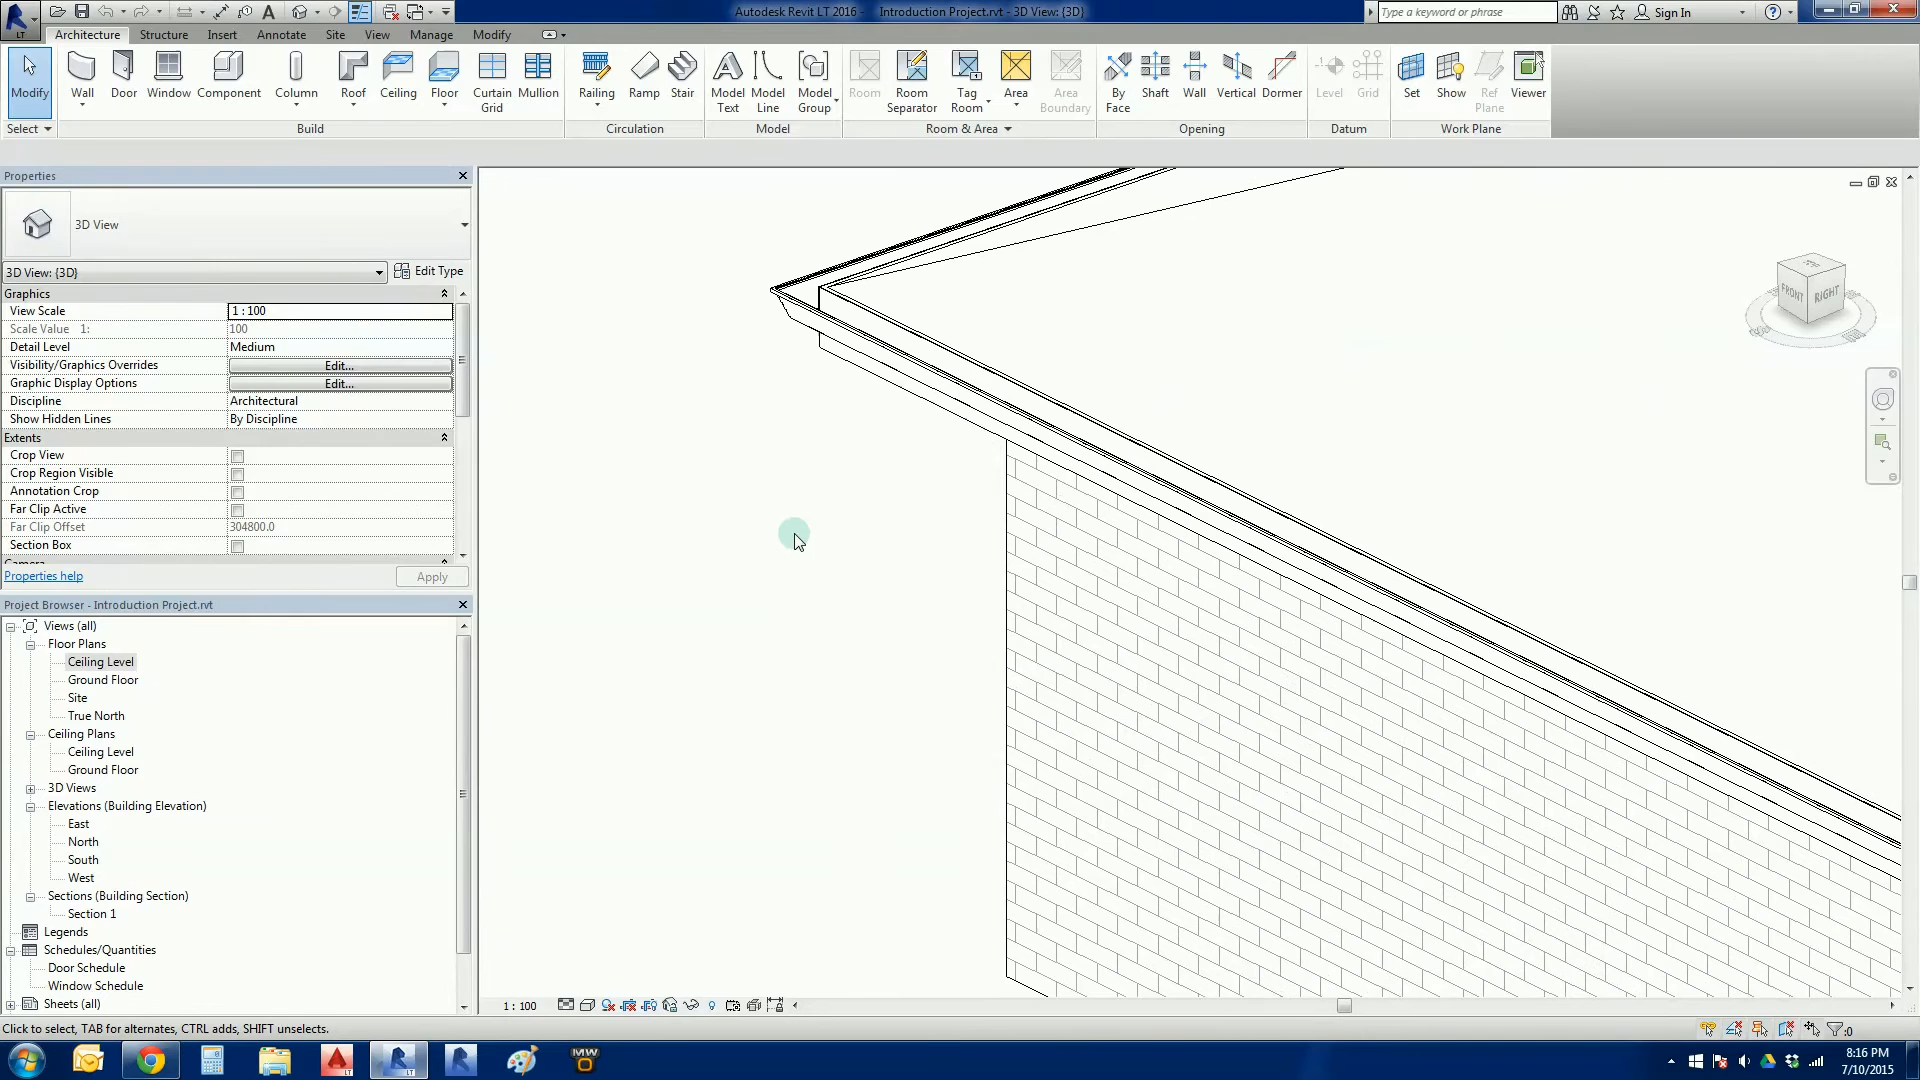 Autodesk Revit LT 2016 - Introduction Project.rvt - 3D View: {3D}
Type a keyword or phrase
Sign In
LT
Architecture Structure Insert Annotate Site View Manage Modify
Modify Wall Door Window Component Column Roof Ceiling Floor Curtain Grid Mullion Railing Ramp Stair Model Text Model Line Model Group Room Room Separator Tag Room Area Area Boundary By Face Shaft Wall Vertical Dormer Level Grid Set Show Ref Plane Viewer
Select Build Circulation Model Room & Area Opening Datum Work Plane
Properties
3D View
3D View: {3D} Edit Type
Graphics
View Scale 1 : 100
Scale Value 1: 100
Detail Level Medium
Visibility/Graphics Overrides Edit...
Graphic Display Options Edit...
Discipline Architectural
Show Hidden Lines By Discipline
Extents
Crop View
Crop Region Visible
Annotation Crop
Far Clip Active
Far Clip Offset 304800.0
Section Box
Properties help Apply
Project Browser - Introduction Project.rvt
Views (all)
Floor Plans
Ceiling Level
Ground Floor
Site
True North
Ceiling Plans
Ceiling Level
Ground Floor
3D Views
Elevations (Building Elevation)
East
North
South
West
Sections (Building Section)
Section 1
Legends
Schedules/Quantities
Door Schedule
Window Schedule
Sheets (all)
TOP
FRONT RIGHT
1 : 100
Click to select, TAB for alternates, CTRL adds, SHIFT unselects.
:0
LT LT MW
8:16 PM
7/10/2015